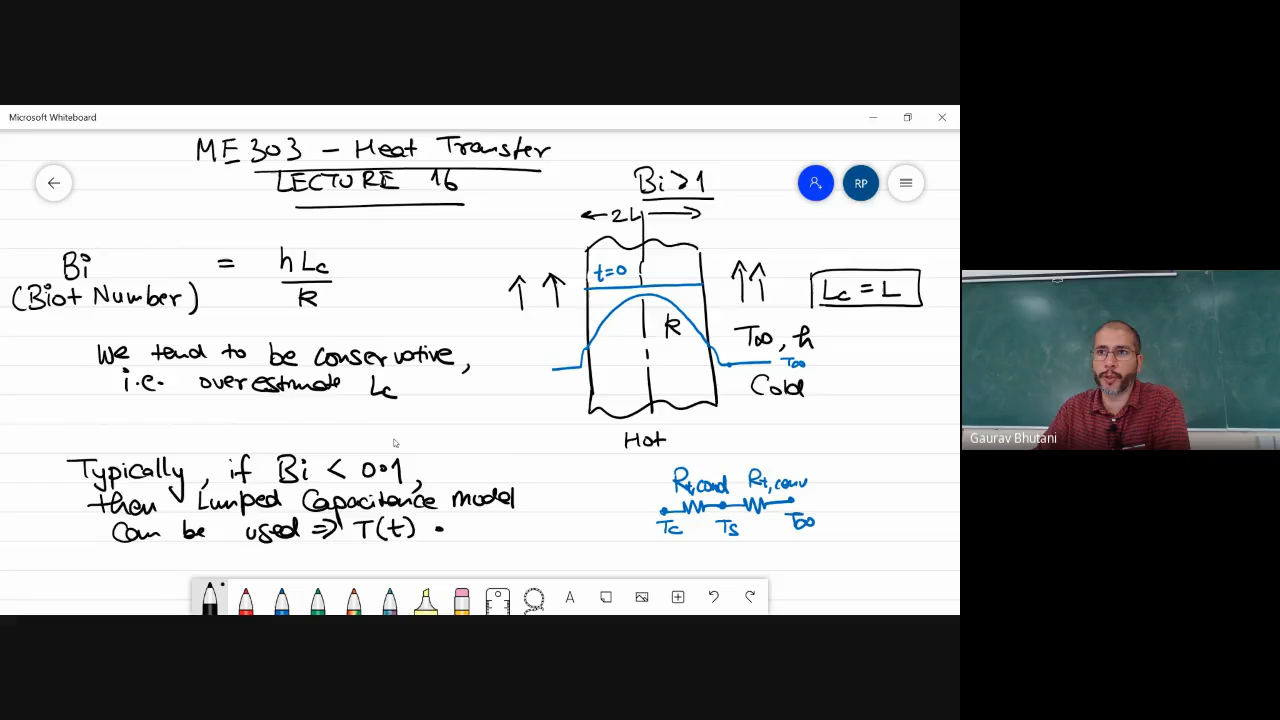 Microsoft Whiteboard
ME 303 - Heat Transfer
LECTURE 16
RP
Bi = hLc/k
(Biot Number)
We tend to be conservative,
i.e. overestimate Lc
Typically, if Bi < 0.1,
then Lumped Capacitance model
can be used ⇒ T(t).
Bi > 1
2L
t=0
k
Lc = L
T∞, h
T∞
Cold
Hot
Rt,cond Rt,conv
Tc Ts T∞
A
Gaurav Bhutani